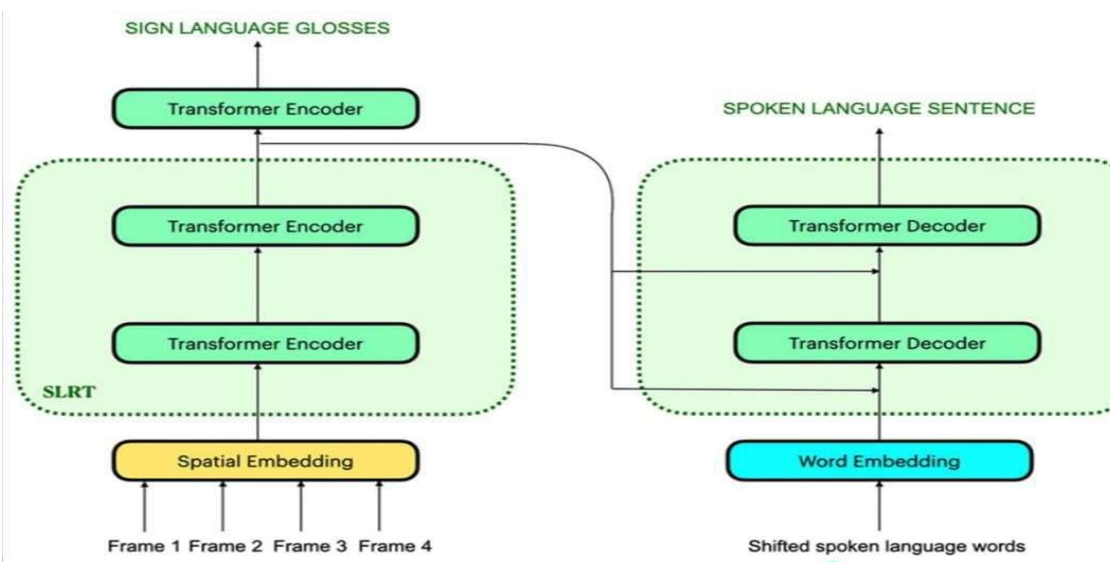 SIGN LANGUAGE GLOSSES
Transformer Encoder
Transformer Encoder
Transformer Encoder
SLRT
Spatial Embedding
Frame 1 Frame 2 Frame 3 Frame 4
SPOKEN LANGUAGE SENTENCE
Transformer Decoder
Transformer Decoder
Word Embedding
Shifted spoken language words